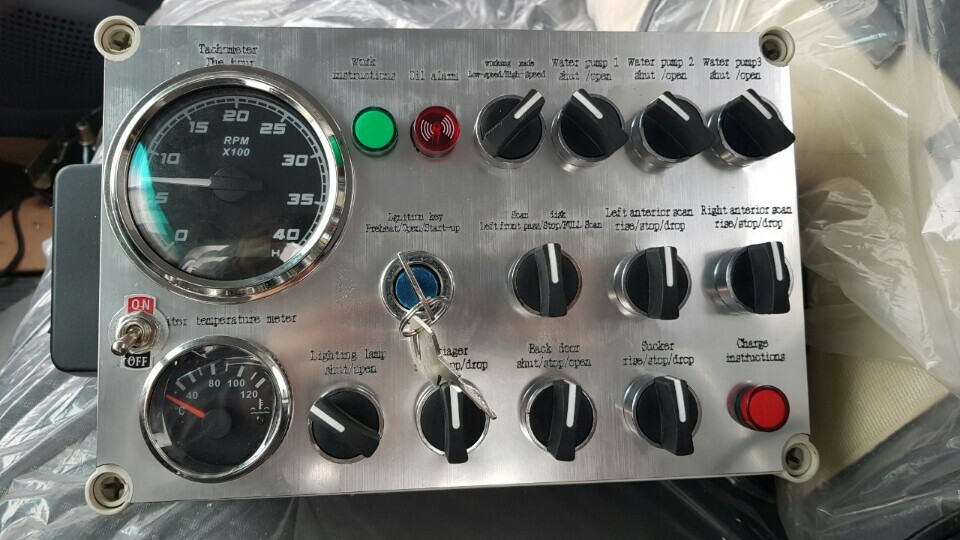 Tachometer
The hour
Work
instructions
Oil alarm
working mode
Low-speed/High-Speed
Water pump 1
shut /open
Water pump 2
shut /open
Water pump3
shut /open
0
5
10
15
20
25
30
35
40
RPM
X100
H
Ignition key
Preheat/Open/Start-up
Scan disk
left front pass/Stop/FULL Scan
Left anterior scan
rise/stop/drop
Right anterior scan
rise/stop/drop
ON
OFF
temperature meter
C
40
80
100
120
Lighting lamp
shut/open
/drop
Back door
shut/stop/open
Sucker
rise/stop/drop
Charge
instructions